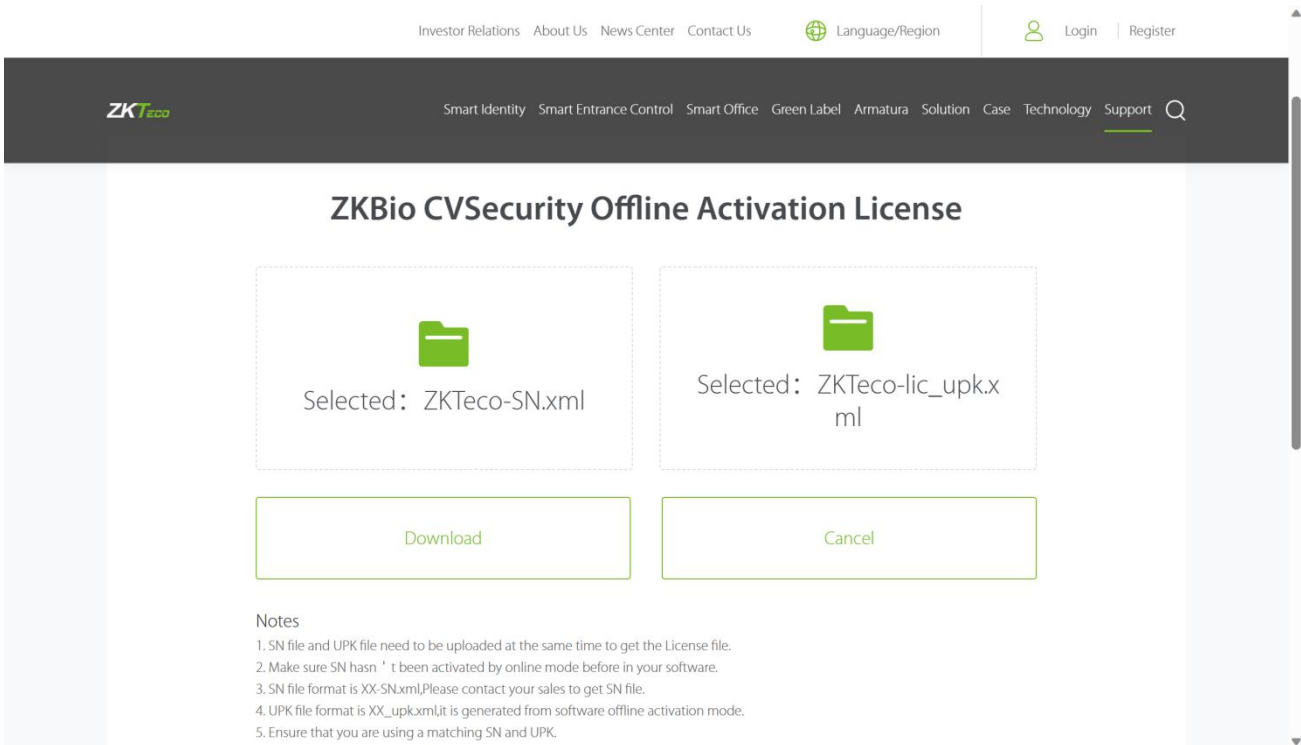 Investor Relations About Us News Center Contact Us Language/Region Login Register
ZKTECO Smart Identity Smart Entrance Control Smart Office Green Label Armatura Solution Case Technology Support
ZKBio CVSecurity Offline Activation License
Selected：ZKTeco-SN.xml
Selected：ZKTeco-lic_upk.x
ml
Download Cancel
Notes
1. SN file and UPK file need to be uploaded at the same time to get the License file.
2. Make sure SN hasn ' t been activated by online mode before in your software.
3. SN file format is XX-SN.xml,Please contact your sales to get SN file.
4. UPK file format is XX_upk.xml,it is generated from software offline activation mode.
5. Ensure that you are using a matching SN and UPK.